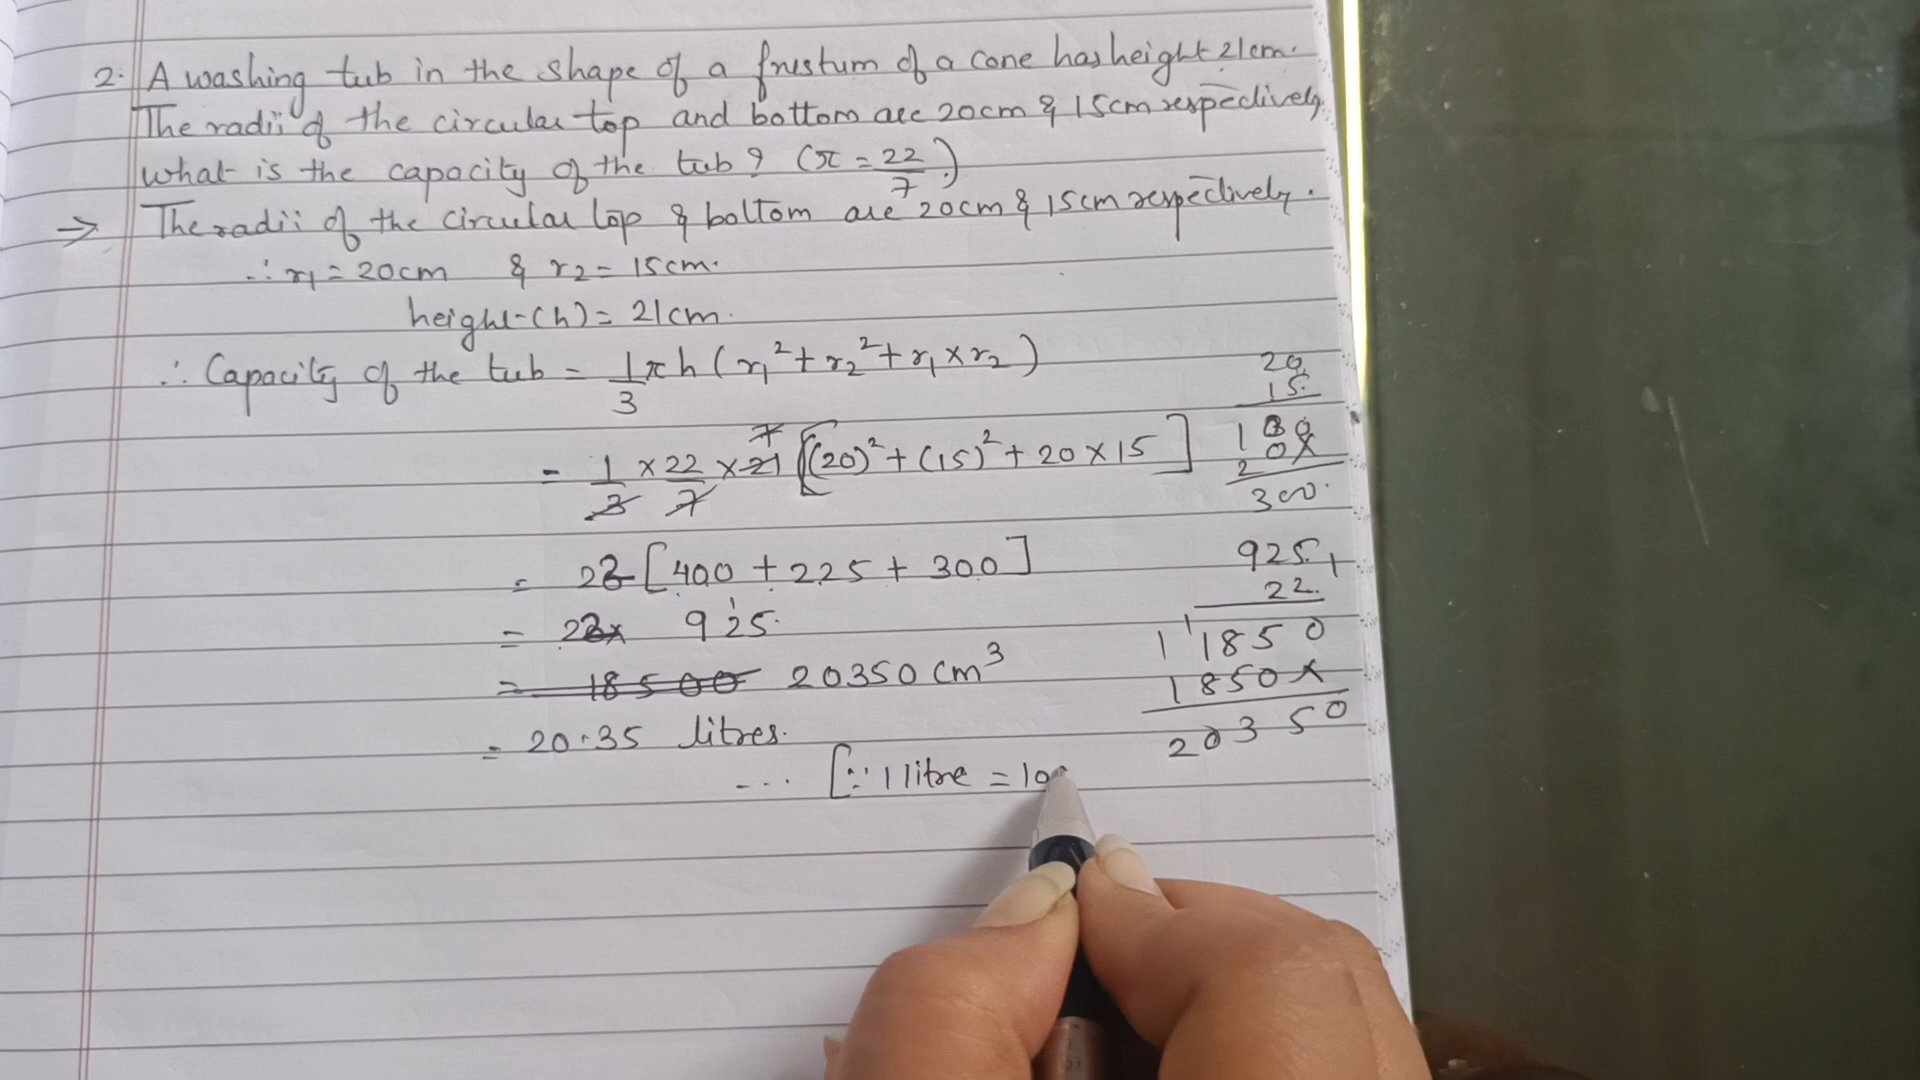 2. A washing tub in the shape of a frustum of a cone has height 21cm.
The radii of the circular top and bottom are 20cm & 15cm respectively
what is the capacity of the tub? (π = 22/7.)
⇒ The radii of the circular top & bottom are 20cm & 15cm respectively.
∴ r₁ = 20cm & r₂ = 15cm.
height (h) = 21cm.
∴ Capacity of the tub = 1/3 π h (r₁² + r₂² + r₁ × r₂)
= 1/3 × 22/7 × 21 7 [(20)² + (15)² + 20 × 15]
= 22 [400 + 225 + 300]
= 22 × 925.
= 18500 20350 cm³
= 20.35 litres.
... [∵ 1 litre = 100
20
15
100
20×
300.
925
22
1850
1850×
20350